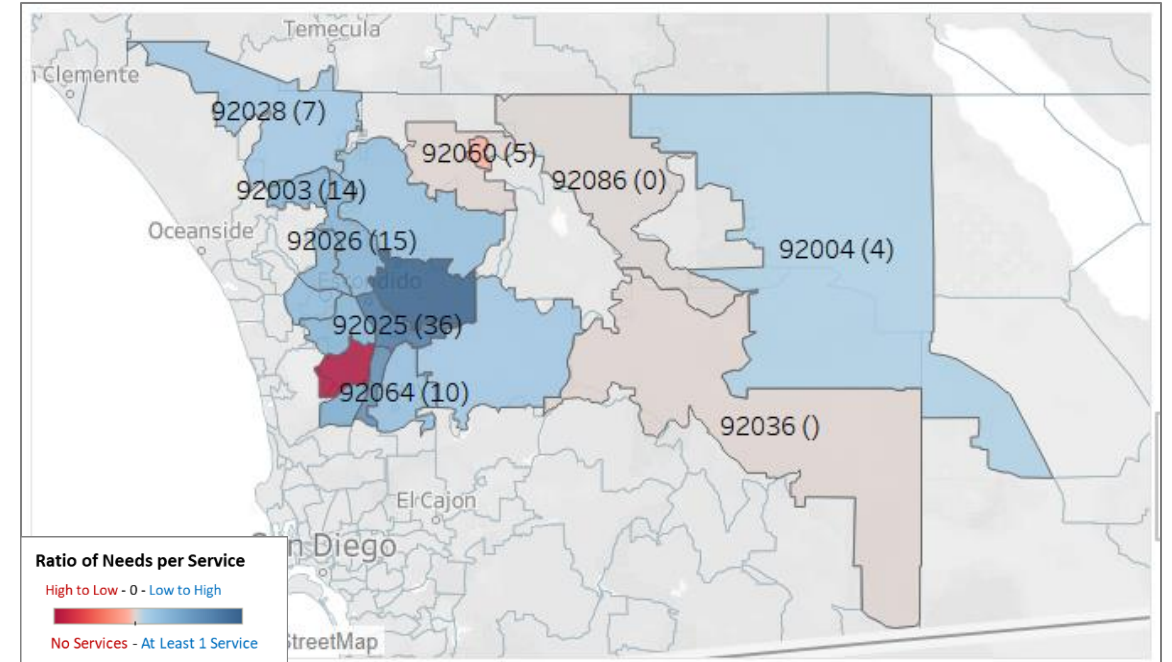 Temecula
Clemente
92028 (7)
92060 (5)
92086 (0)
92003 (14)
Oceanside
92026 (15)
92004 (4)
Escondido
92025 (36)
92064 (10)
92036 ()
El Cajon
n Diego
Ratio of Needs per Service
High to Low - 0 - Low to High
No Services - At Least 1 Service
StreetMap